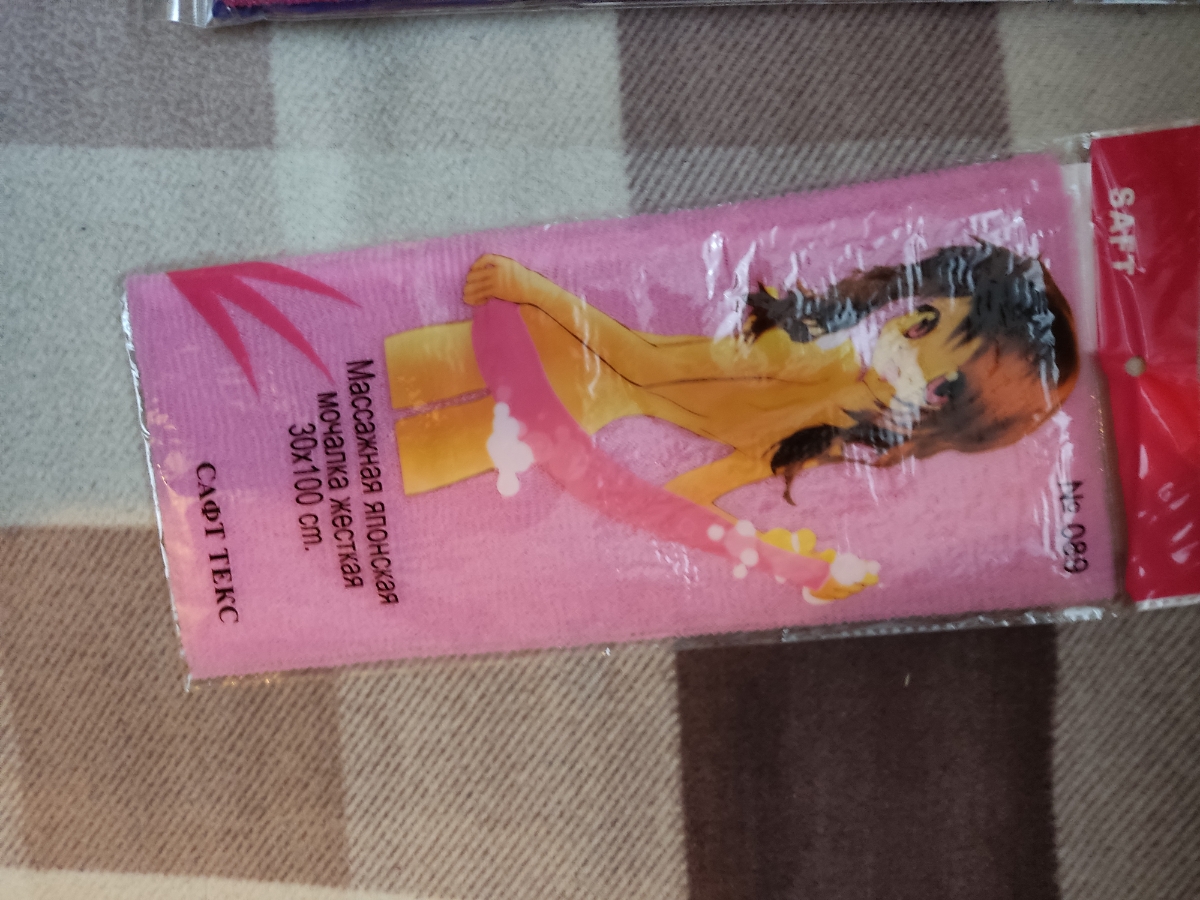 SAFT
№ 089
Массажная японская
мочалка жесткая
30x100 cm.
САФТ ТЕКС